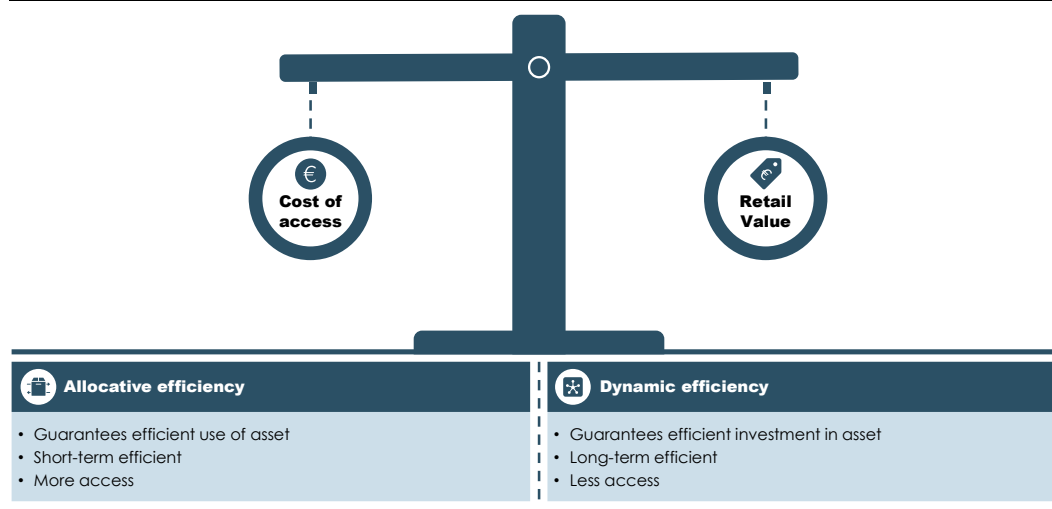 €
Cost of
access
€
Retail
Value
Allocative efficiency
• Guarantees efficient use of asset
• Short-term efficient
• More access
Dynamic efficiency
• Guarantees efficient investment in asset
• Long-term efficient
• Less access